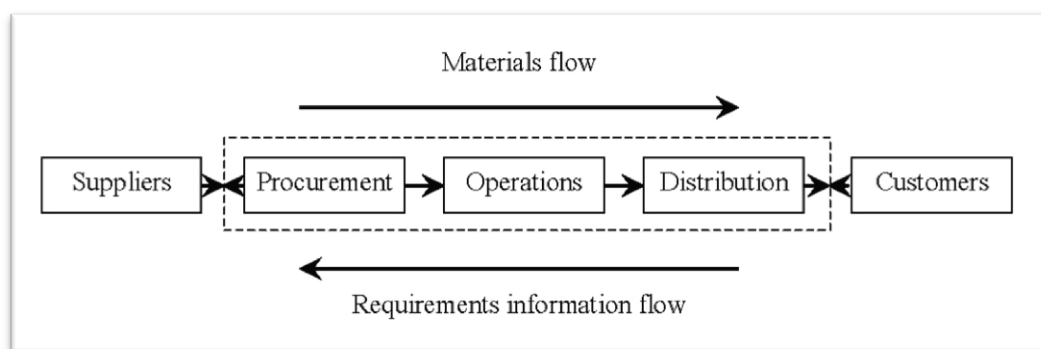 Materials flow
Suppliers
Procurement
Operations
Distribution
Customers
Requirements information flow